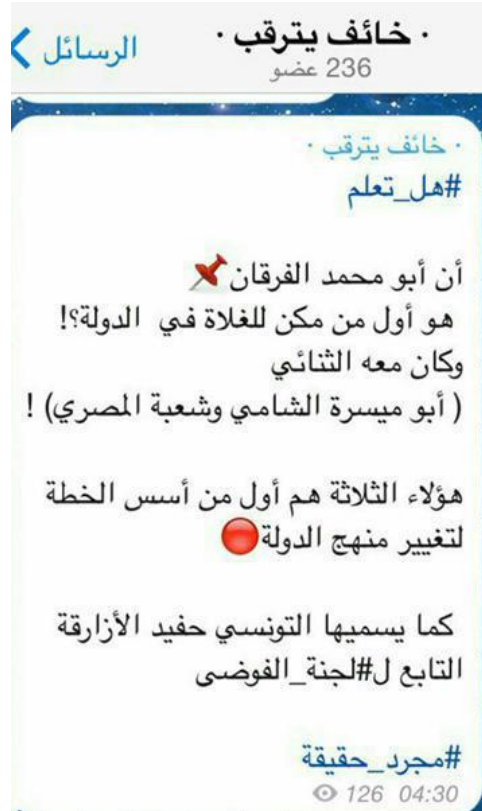 · خائف يترقب ·
الرسائل
236 عضو
· خائف يترقب ·
#هل_تعلم
أن أبو محمد الفرقان
هو أول من مكن للغلاة في الدولة؟!
وكان معه الثنائي
( أبو ميسرة الشامي وشعبة المصري) !
هؤلاء الثلاثة هم أول من أسس الخطة
لتغيير منهج الدولة
كما يسميها التونسي حفيد الأزارقة
التابع ل#لجنة_الفوضى
#مجرد_حقيقة
126 04:30